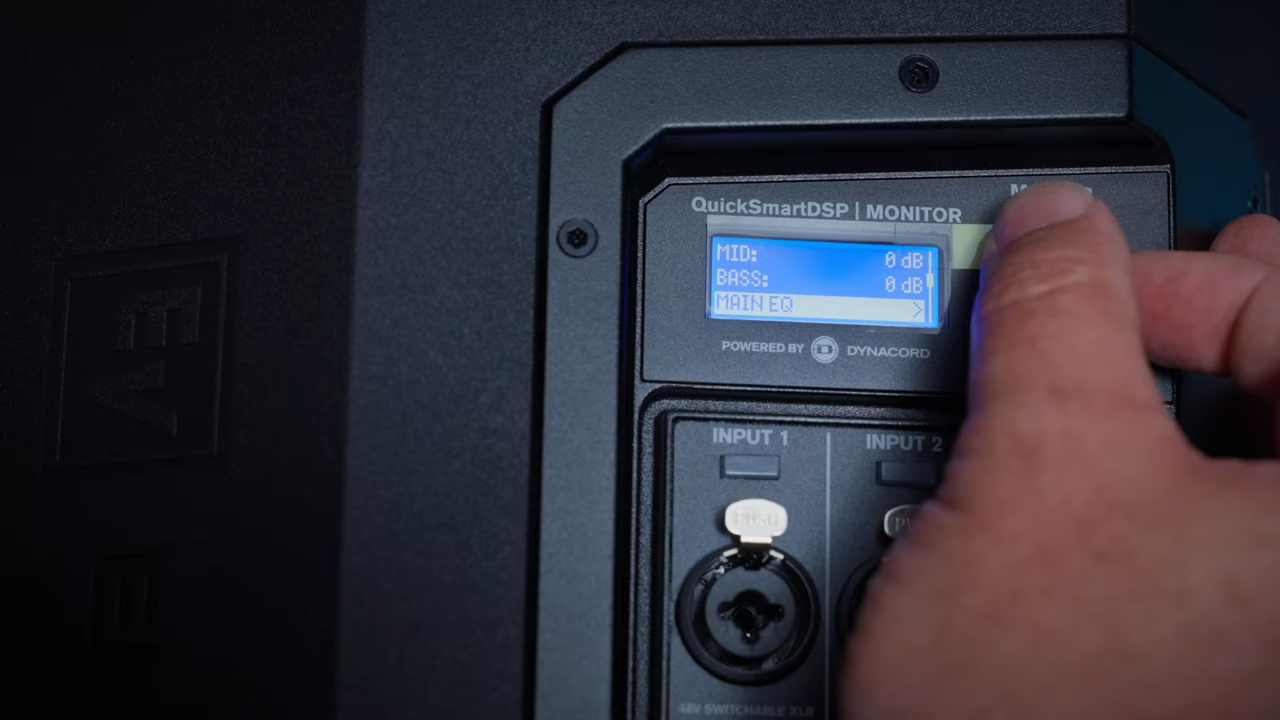 QuickSmartDSP | MONITOR
MID: 0 dB
BASS: 0 dB
MAIN EQ >
POWERED BY DYNACORD
INPUT 1
INPUT 2
PUSH
48V SWITCHABLE XLR
EV